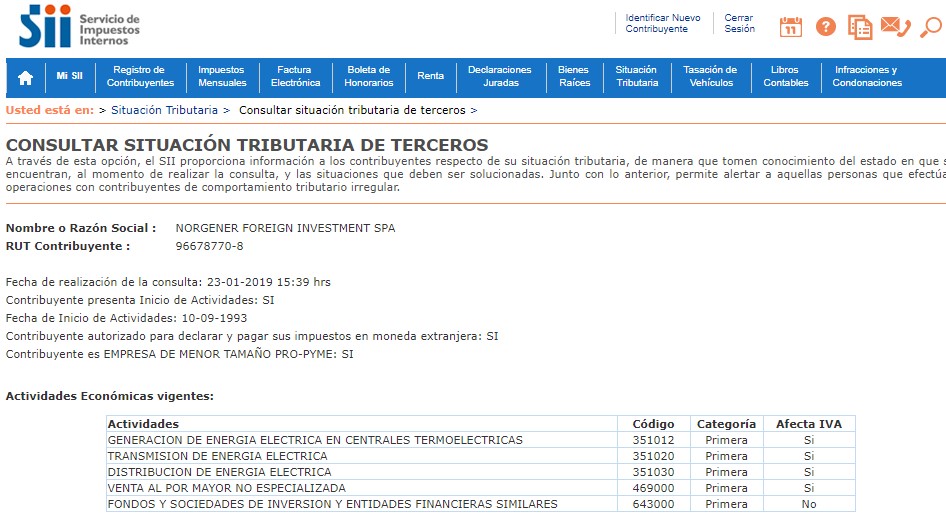 sii Servicio de
Impuestos
Internos
Identificar Nuevo
Contribuyente
Cerrar
Sesión
11
?
Mi SII
Registro de
Contribuyentes
Impuestos
Mensuales
Factura
Electrónica
Boleta de
Honorarios
Renta
Declaraciones
Juradas
Bienes
Raíces
Situación
Tributaria
Tasación de
Vehículos
Libros
Contables
Infracciones y
Condonaciones
Usted está en: > Situación Tributaria > Consultar situación tributaria de terceros >
CONSULTAR SITUACIÓN TRIBUTARIA DE TERCEROS
A través de esta opción, el SII proporciona información a los contribuyentes respecto de su situación tributaria, de manera que tomen conocimiento del estado en que s
encuentran, al momento de realizar la consulta, y las situaciones que deben ser solucionadas. Junto con lo anterior, permite alertar a aquellas personas que efectúa
operaciones con contribuyentes de comportamiento tributario irregular.
Nombre o Razón Social : NORGENER FOREIGN INVESTMENT SPA
RUT Contribuyente : 96678770-8
Fecha de realización de la consulta: 23-01-2019 15:39 hrs
Contribuyente presenta Inicio de Actividades: SI
Fecha de Inicio de Actividades: 10-09-1993
Contribuyente autorizado para declarar y pagar sus impuestos en moneda extranjera: SI
Contribuyente es EMPRESA DE MENOR TAMAÑO PRO-PYME: SI
Actividades Económicas vigentes:
Actividades Código Categoría Afecta IVA
GENERACION DE ENERGIA ELECTRICA EN CENTRALES TERMOELECTRICAS 351012 Primera Si
TRANSMISION DE ENERGIA ELECTRICA 351020 Primera Si
DISTRIBUCION DE ENERGIA ELECTRICA 351030 Primera Si
VENTA AL POR MAYOR NO ESPECIALIZADA 469000 Primera Si
FONDOS Y SOCIEDADES DE INVERSION Y ENTIDADES FINANCIERAS SIMILARES 643000 Primera No